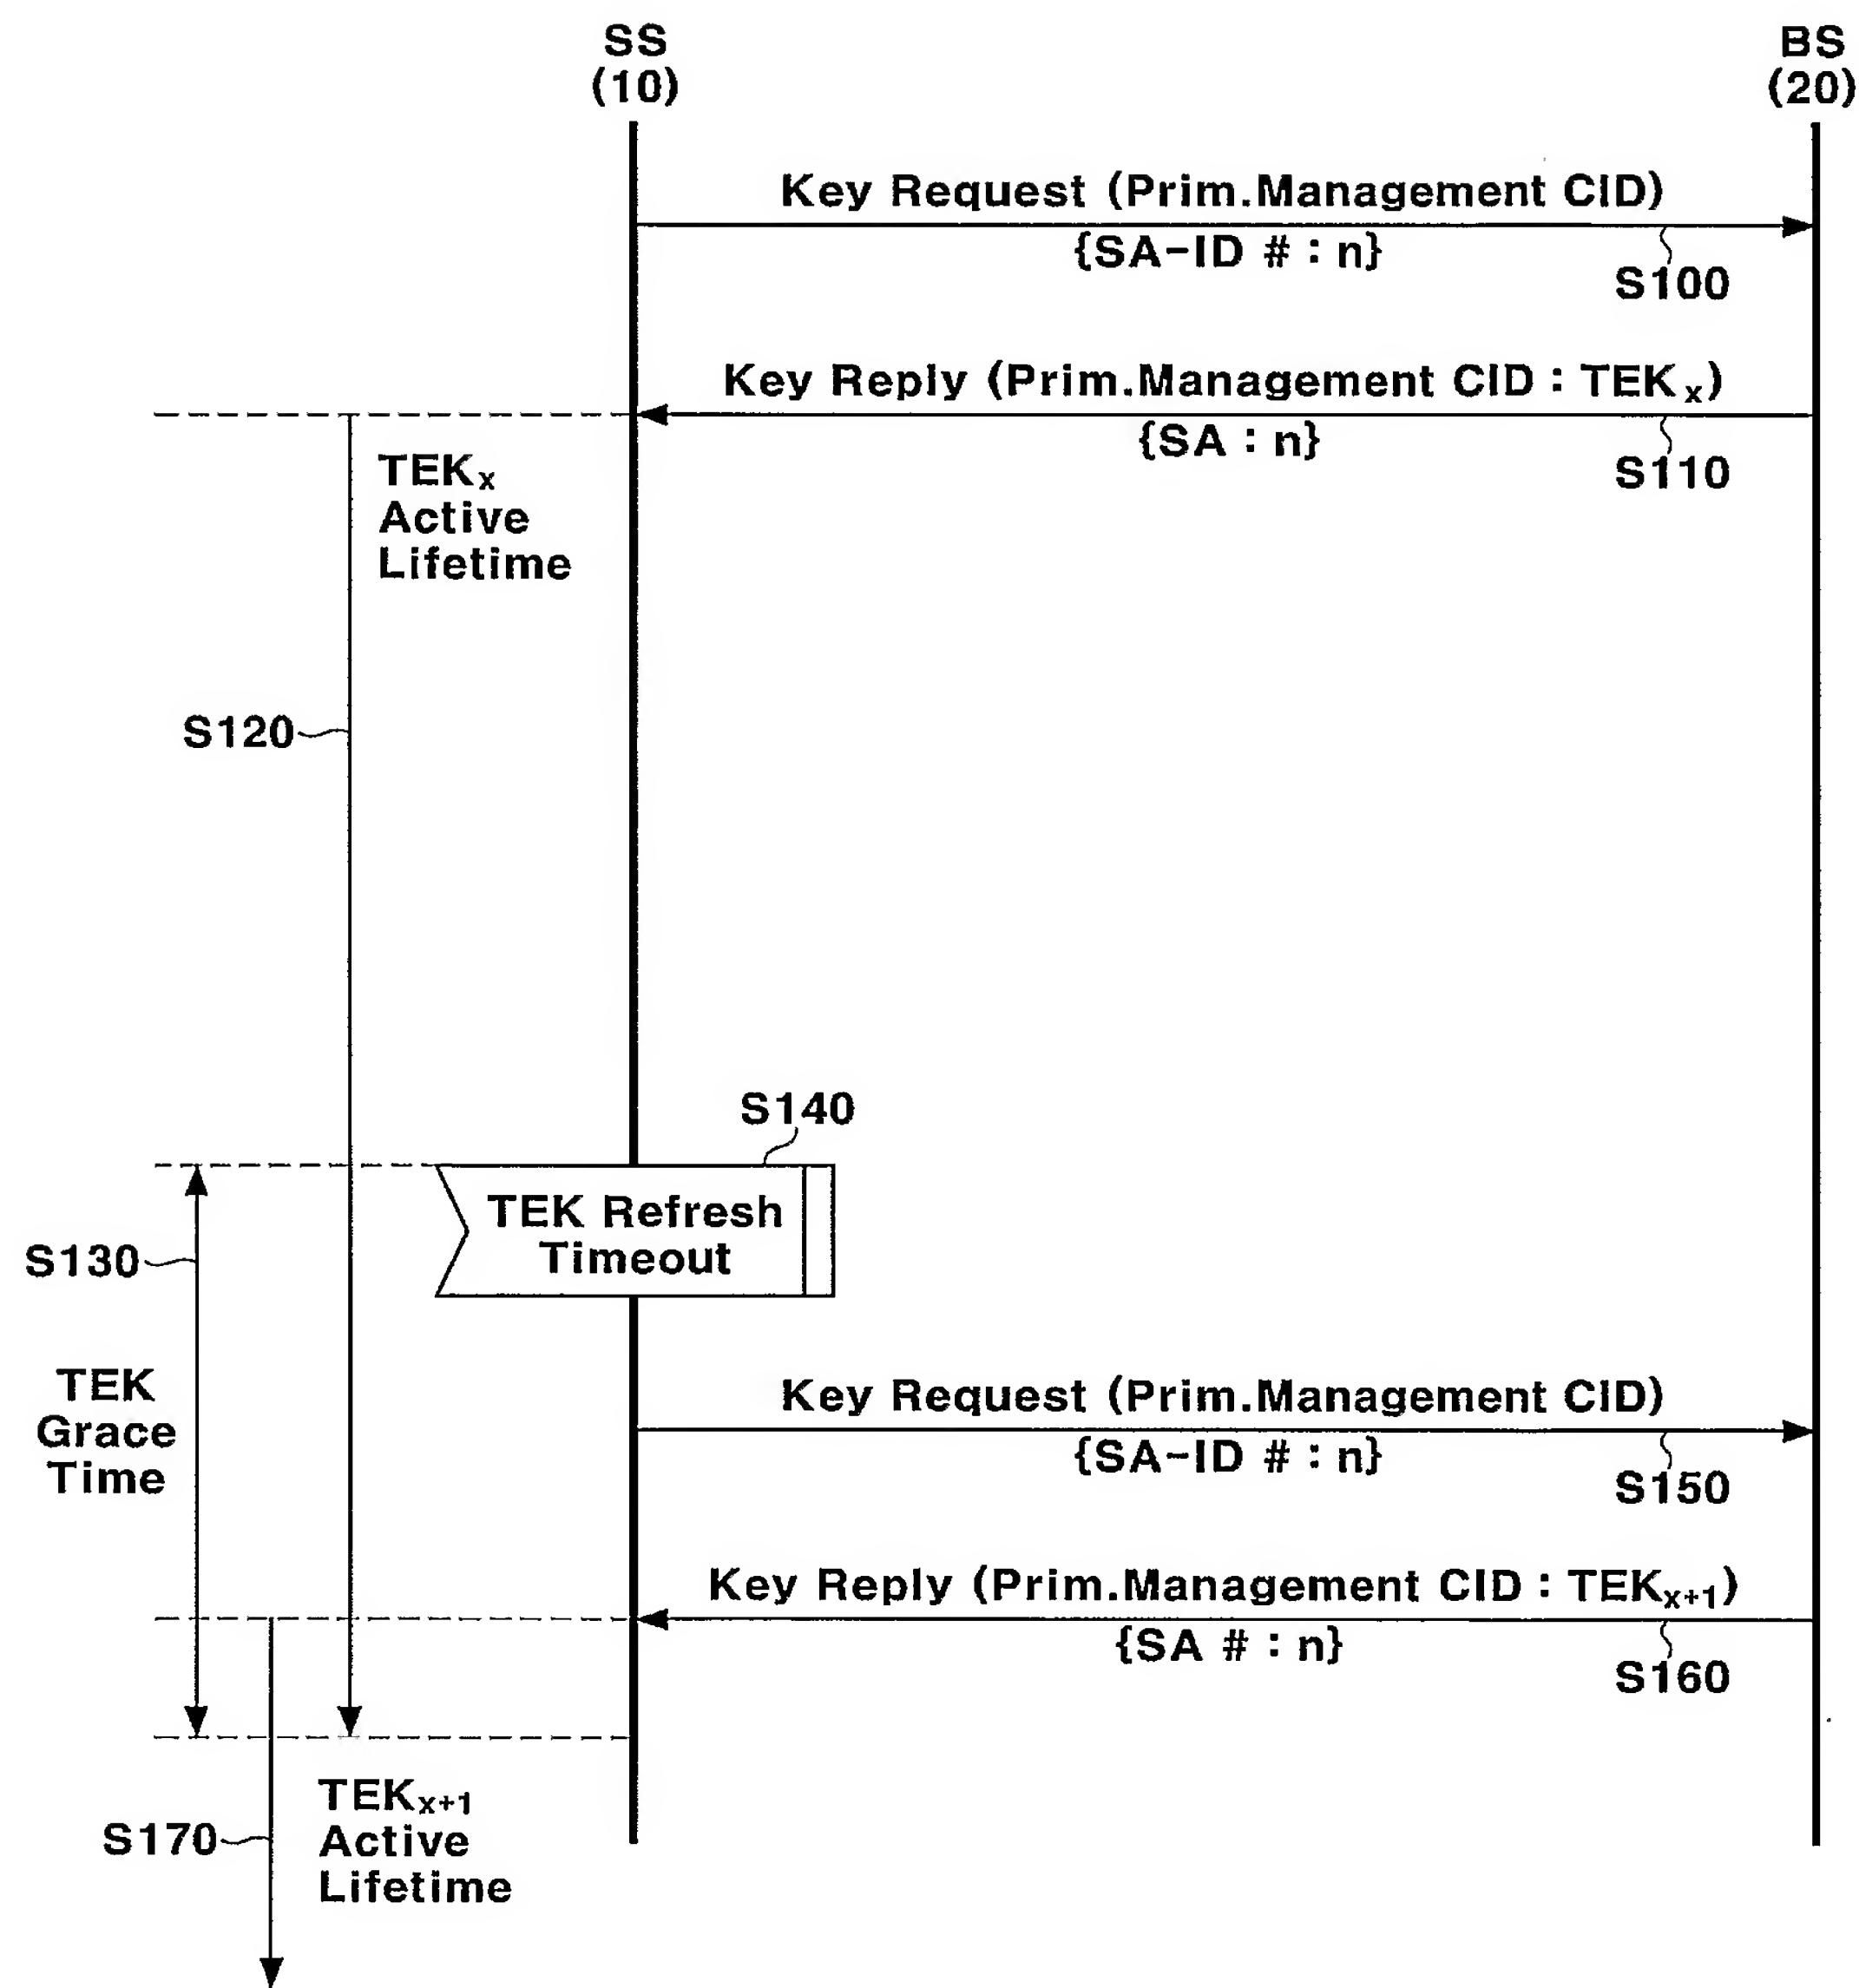 SS
(10)
BS
(20)
Key Request (Prim.Management CID)
{SA-ID # : n}
S100
Key Reply (Prim.Management CID : TEKx)
{SA : n}
S110
TEKx
Active
Lifetime
S120
S140
TEK Refresh
Timeout
S130
TEK
Grace
Time
Key Request (Prim.Management CID)
{SA-ID # : n}
S150
Key Reply (Prim.Management CID : TEKx+1)
{SA # : n}
S160
TEKx+1
Active
Lifetime
S170